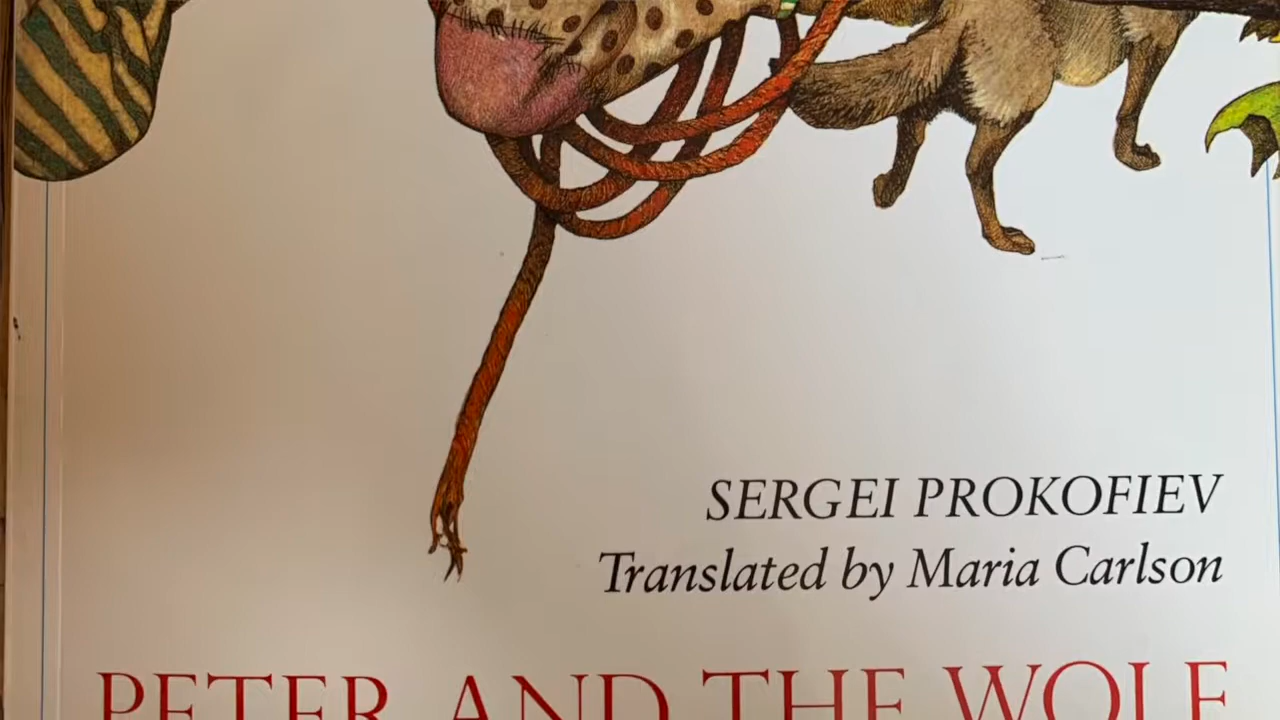 SERGEI PROKOFIEV
Translated by Maria Carlson
PETER AND THE WOLF